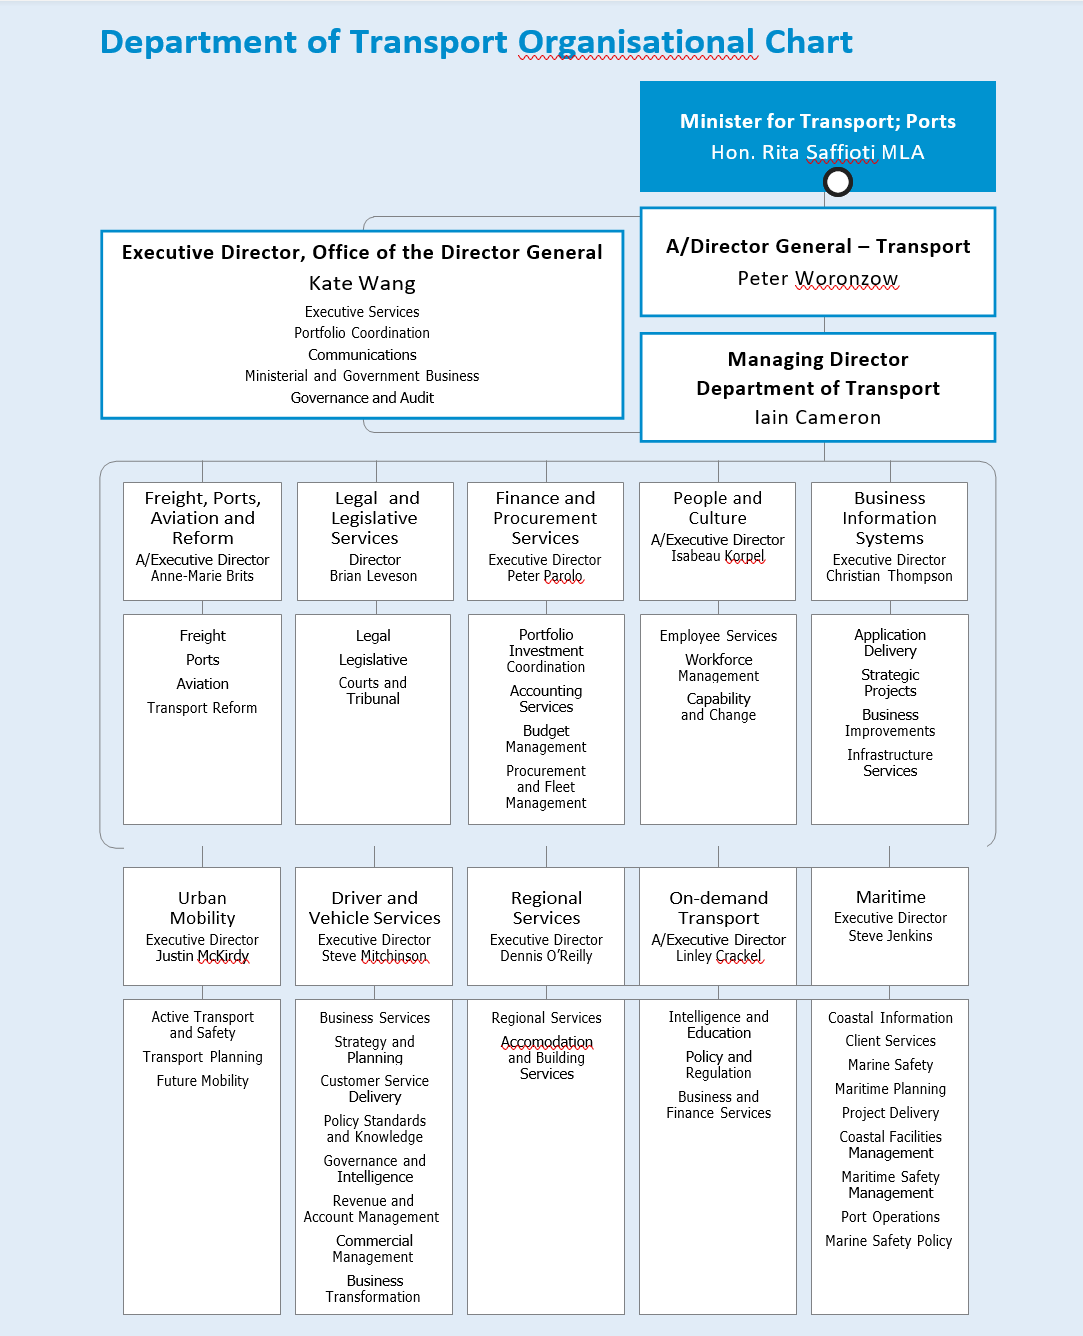 Department of Transport Organisational Chart
Minister for Transport; Ports
Hon. Rita Saffioti MLA
A/Director General – Transport
Peter Woronzow
Executive Director, Office of the Director General
Kate Wang
Executive Services
Portfolio Coordination
Communications
Ministerial and Government Business
Governance and Audit
Managing Director
Department of Transport
Iain Cameron
Freight, Ports,
Aviation and
Reform
A/Executive Director
Anne-Marie Brits
Legal and
Legislative
Services
Director
Brian Leveson
Finance and
Procurement
Services
Executive Director
Peter Parolo
People and
Culture
A/Executive Director
Isabeau Korpel
Business
Information
Systems
Executive Director
Christian Thompson
Freight
Ports
Aviation
Transport Reform
Legal
Legislative
Courts and
Tribunal
Portfolio
Investment
Coordination
Accounting
Services
Budget
Management
Procurement
and Fleet
Management
Employee Services
Workforce
Management
Capability
and Change
Application
Delivery
Strategic
Projects
Business
Improvements
Infrastructure
Services
Urban
Mobility
Executive Director
Justin McKirdy
Driver and
Vehicle Services
Executive Director
Steve Mitchinson
Regional
Services
Executive Director
Dennis O’Reilly
On-demand
Transport
A/Executive Director
Linley Crackel
Maritime
Executive Director
Steve Jenkins
Active Transport
and Safety
Transport Planning
Future Mobility
Business Services
Strategy and
Planning
Customer Service
Delivery
Policy Standards
and Knowledge
Governance and
Intelligence
Revenue and
Account Management
Commercial
Management
Business
Transformation
Regional Services
Accomodation
and Building
Services
Intelligence and
Education
Policy and
Regulation
Business and
Finance Services
Coastal Information
Client Services
Marine Safety
Maritime Planning
Project Delivery
Coastal Facilities
Management
Maritime Safety
Management
Port Operations
Marine Safety Policy